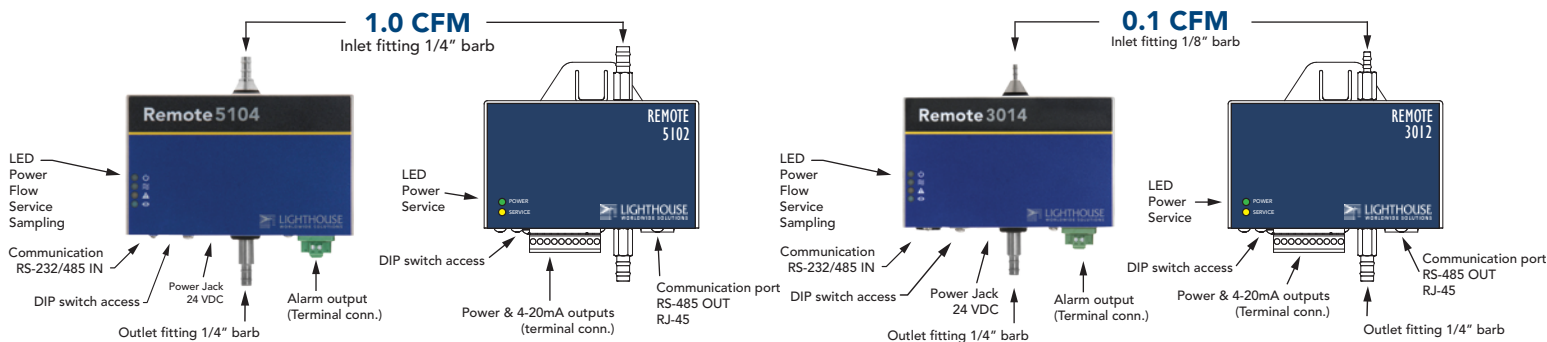 1.0 CFM
Inlet fitting 1/4" barb
Remote 5104
LED
Power
Flow
Service
Sampling
LIGHTHOUSE
WORLDWIDE SOLUTIONS
Communication
RS-232/485 IN
DIP switch access
Power Jack
24 VDC
Outlet fitting 1/4" barb
Alarm output
(Terminal conn.)
REMOTE
5102
LED
Power
Service
POWER
SERVICE
LIGHTHOUSE
WORLDWIDE SOLUTIONS
DIP switch access
Power & 4-20mA outputs
(terminal conn.)
Communication port
RS-485 OUT
RJ-45
0.1 CFM
Inlet fitting 1/8" barb
Remote 3014
LED
Power
Flow
Service
Sampling
LIGHTHOUSE
WORLDWIDE SOLUTIONS
Communication
RS-232/485 IN
DIP switch access
Power Jack
24 VDC
Outlet fitting 1/4" barb
Alarm output
(Terminal conn.)
REMOTE
3012
LED
Power
Service
POWER
SERVICE
LIGHTHOUSE
WORLDWIDE SOLUTIONS
DIP switch access
Power & 4-20mA outputs
(Terminal conn.)
Communication port
RS-485 OUT
RJ-45
Outlet fitting 1/4" barb